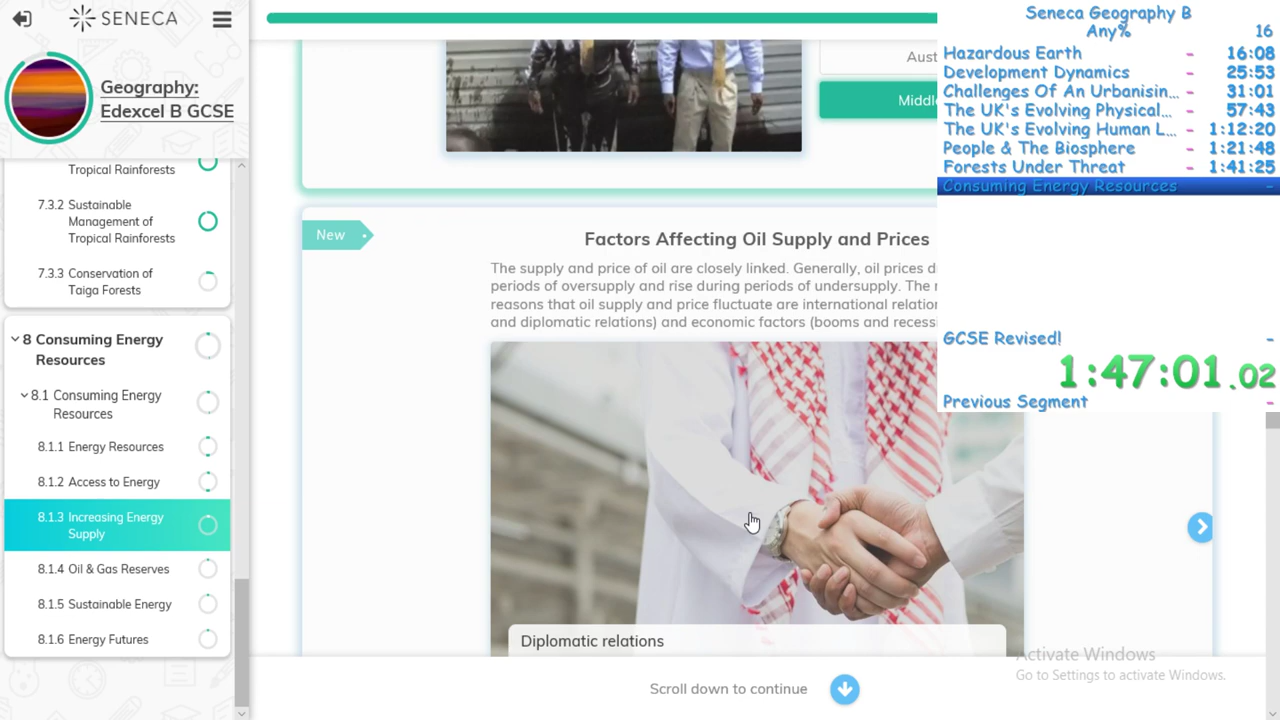 SENECA
Geography:
Edexcel B GCSE
Tropical Rainforests
7.3.2 Sustainable
Management of
Tropical Rainforests
7.3.3 Conservation of
Taiga Forests
8 Consuming Energy
Resources
8.1 Consuming Energy
Resources
8.1.1 Energy Resources
8.1.2 Access to Energy
8.1.3 Increasing Energy
Supply
8.1.4 Oil & Gas Reserves
8.1.5 Sustainable Energy
8.1.6 Energy Futures
Aust
Middl
New
Factors Affecting Oil Supply and Prices
The supply and price of oil are closely linked. Generally, oil prices d
periods of oversupply and rise during periods of undersupply. The
reasons that oil supply and price fluctuate are international relation
and diplomatic relations) and economic factors (booms and recess
Diplomatic relations
Scroll down to continue
Seneca Geography B
Any% 16
Hazardous Earth - 16:08
Development Dynamics - 25:53
Challenges Of An Urbanisin... - 31:01
The UK's Evolving Physical... - 57:43
The UK's Evolving Human L... - 1:12:20
People & The Biosphere - 1:21:48
Forests Under Threat - 1:41:25
Consuming Energy Resources -
GCSE Revised! -
1:47:01.02
Previous Segment -
Activate Windows
Go to Settings to activate Windows.